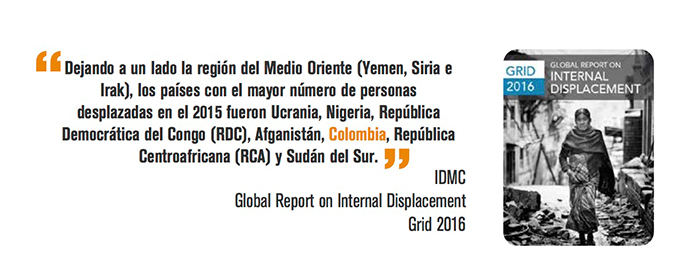 “Dejando a un lado la región del Medio Oriente (Yemen, Siria e
Irak), los países con el mayor número de personas
desplazadas en el 2015 fueron Ucrania, Nigeria, República
Democrática del Congo (RDC), Afganistán, Colombia, República
Centroafricana (RCA) y Sudán del Sur.”
IDMC
Global Report on Internal Displacement
Grid 2016
GRID
2016
GLOBAL REPORT ON
INTERNAL
DISPLACEMENT